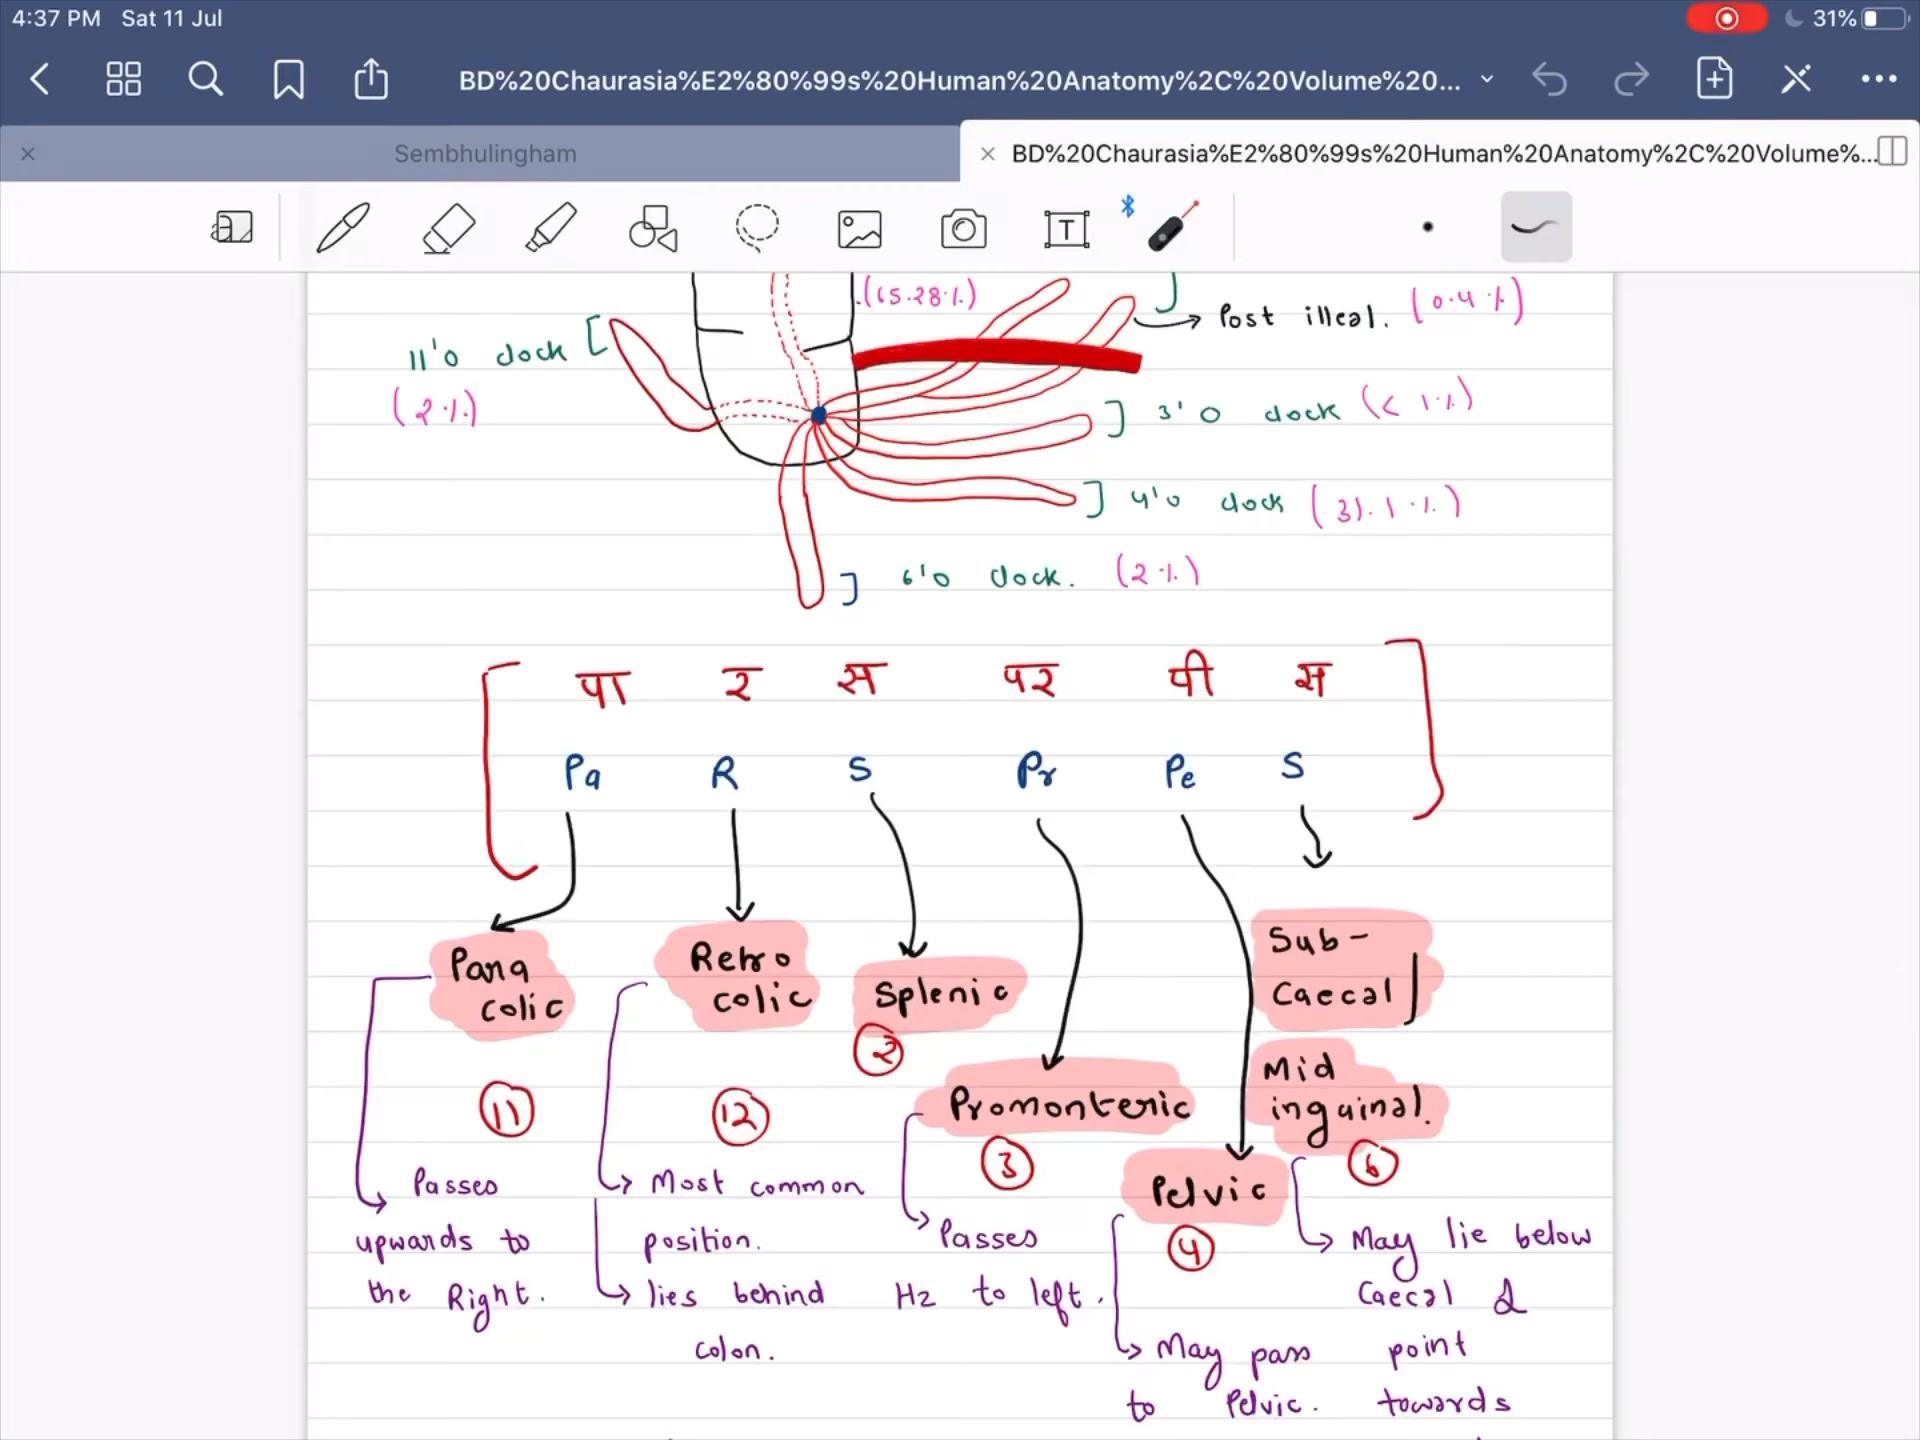 4:37 PM Sat 11 Jul
31%
BD%20Chaurasia%E2%80%99s%20Human%20Anatomy%2C%20Volume%20...
Sembhulingham
BD%20Chaurasia%E2%80%99s%20Human%20Anatomy%2C%20Volume%...
T
(65.28%)
Post illeal. (0.4%)
11'o clock
(2%)
3'o clock (<1%)
4'o clock (31.1%)
6'o clock. (2%)
पा र स पर पी स
Pa R S Pr Pe S
Para colic
Retro colic
Splenic
Sub-Caecal
Mid inguinal.
Promonteric
Pelvic
11
12
2
3
4
6
Passes
upwards to
the Right.
Most common
position.
lies behind
colon.
Passes
Hz to left.
May pass
to Pelvic.
May lie below
Caecal &
point
towards